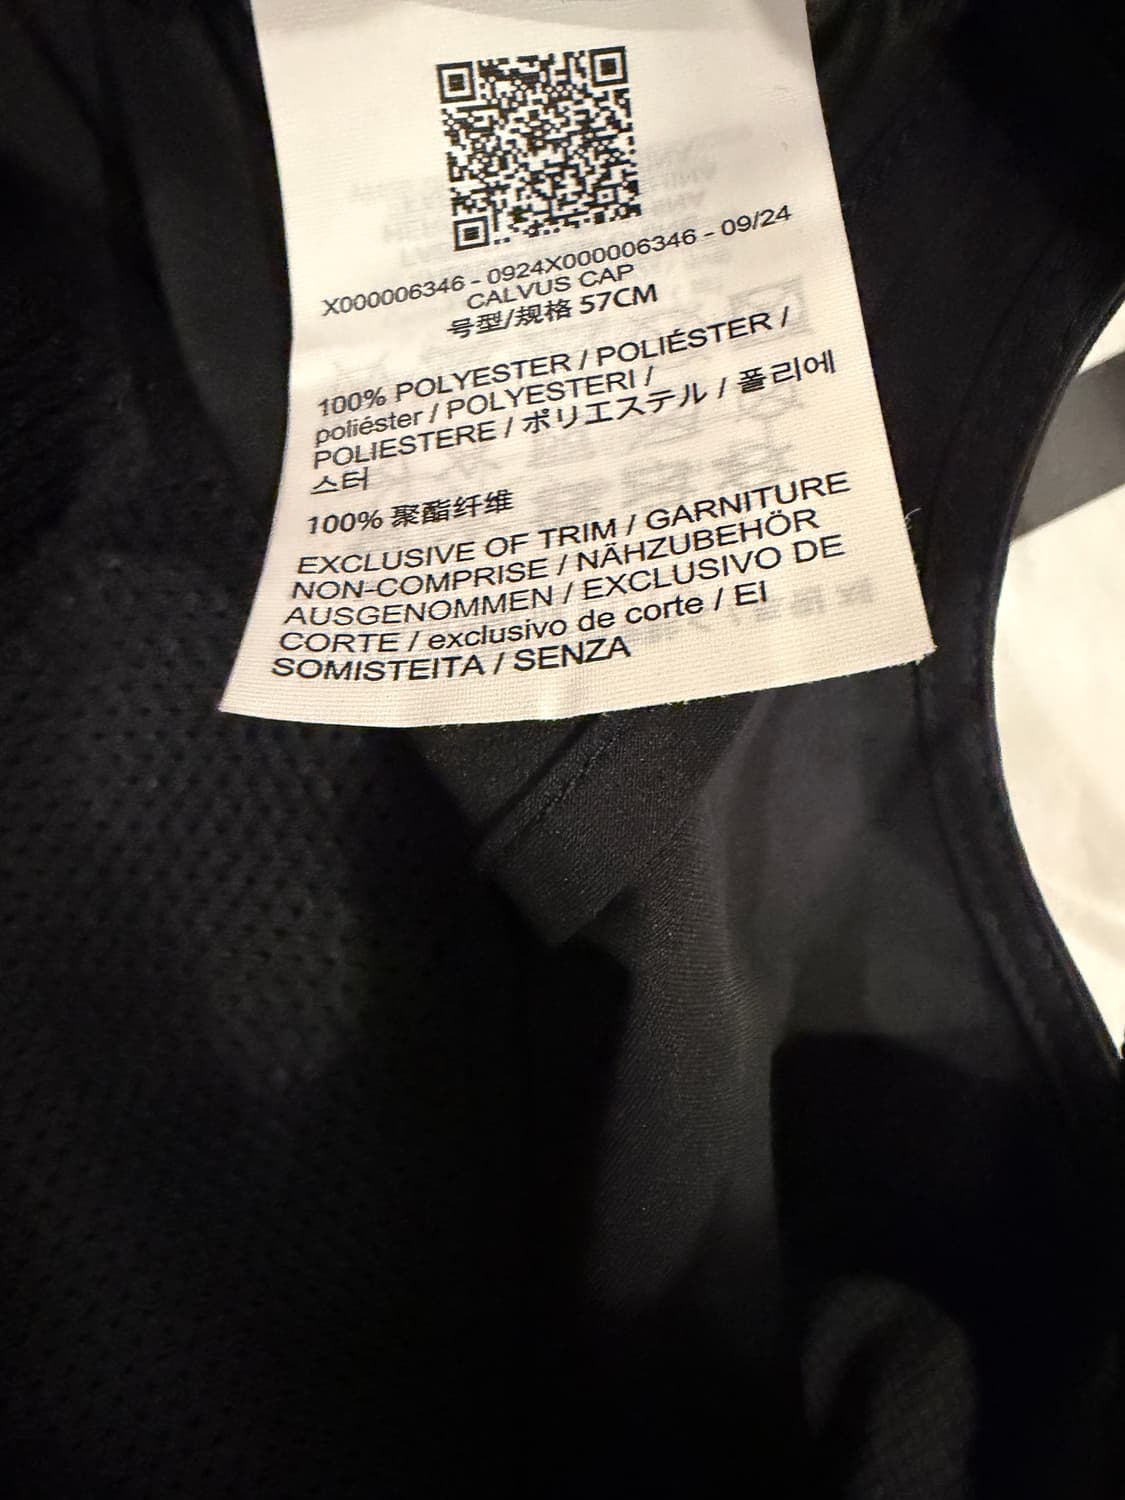 X000006346 - 0924X000006346 - 09/24
CALVUS CAP
号型/规格 57CM
100% POLYESTER / POLIÉSTER /
poliéster / POLYESTERI /
POLIESTERE / ポリエステル / 폴리에
스터
100% 聚酯纤维
EXCLUSIVE OF TRIM / GARNITURE
NON-COMPRISE / NÄHZUBEHÖR
AUSGENOMMEN / EXCLUSIVO DE
CORTE / exclusivo de corte / EI
SOMISTEITA / SENZA